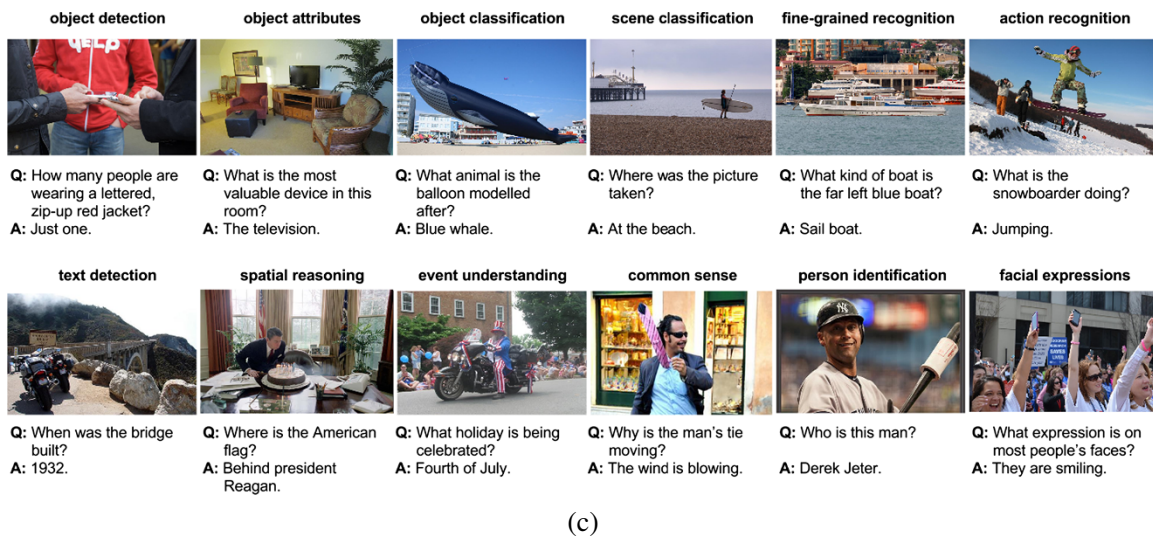 object detection
object attributes
object classification
scene classification
fine-grained recognition
action recognition
YELP
Q: How many people are
wearing a lettered,
zip-up red jacket?
A: Just one.
Q: What is the most
valuable device in this
room?
A: The television.
Q: What animal is the
balloon modelled
after?
A: Blue whale.
Q: Where was the picture
taken?
A: At the beach.
Q: What kind of boat is
the far left blue boat?
A: Sail boat.
Q: What is the
snowboarder doing?
A: Jumping.
text detection
spatial reasoning
event understanding
common sense
person identification
facial expressions
Q: When was the bridge
built?
A: 1932.
Q: Where is the American
flag?
A: Behind president
Reagan.
Q: What holiday is being
celebrated?
A: Fourth of July.
Q: Why is the man's tie
moving?
A: The wind is blowing.
Q: Who is this man?
A: Derek Jeter.
Q: What expression is on
most people's faces?
A: They are smiling.
(c)